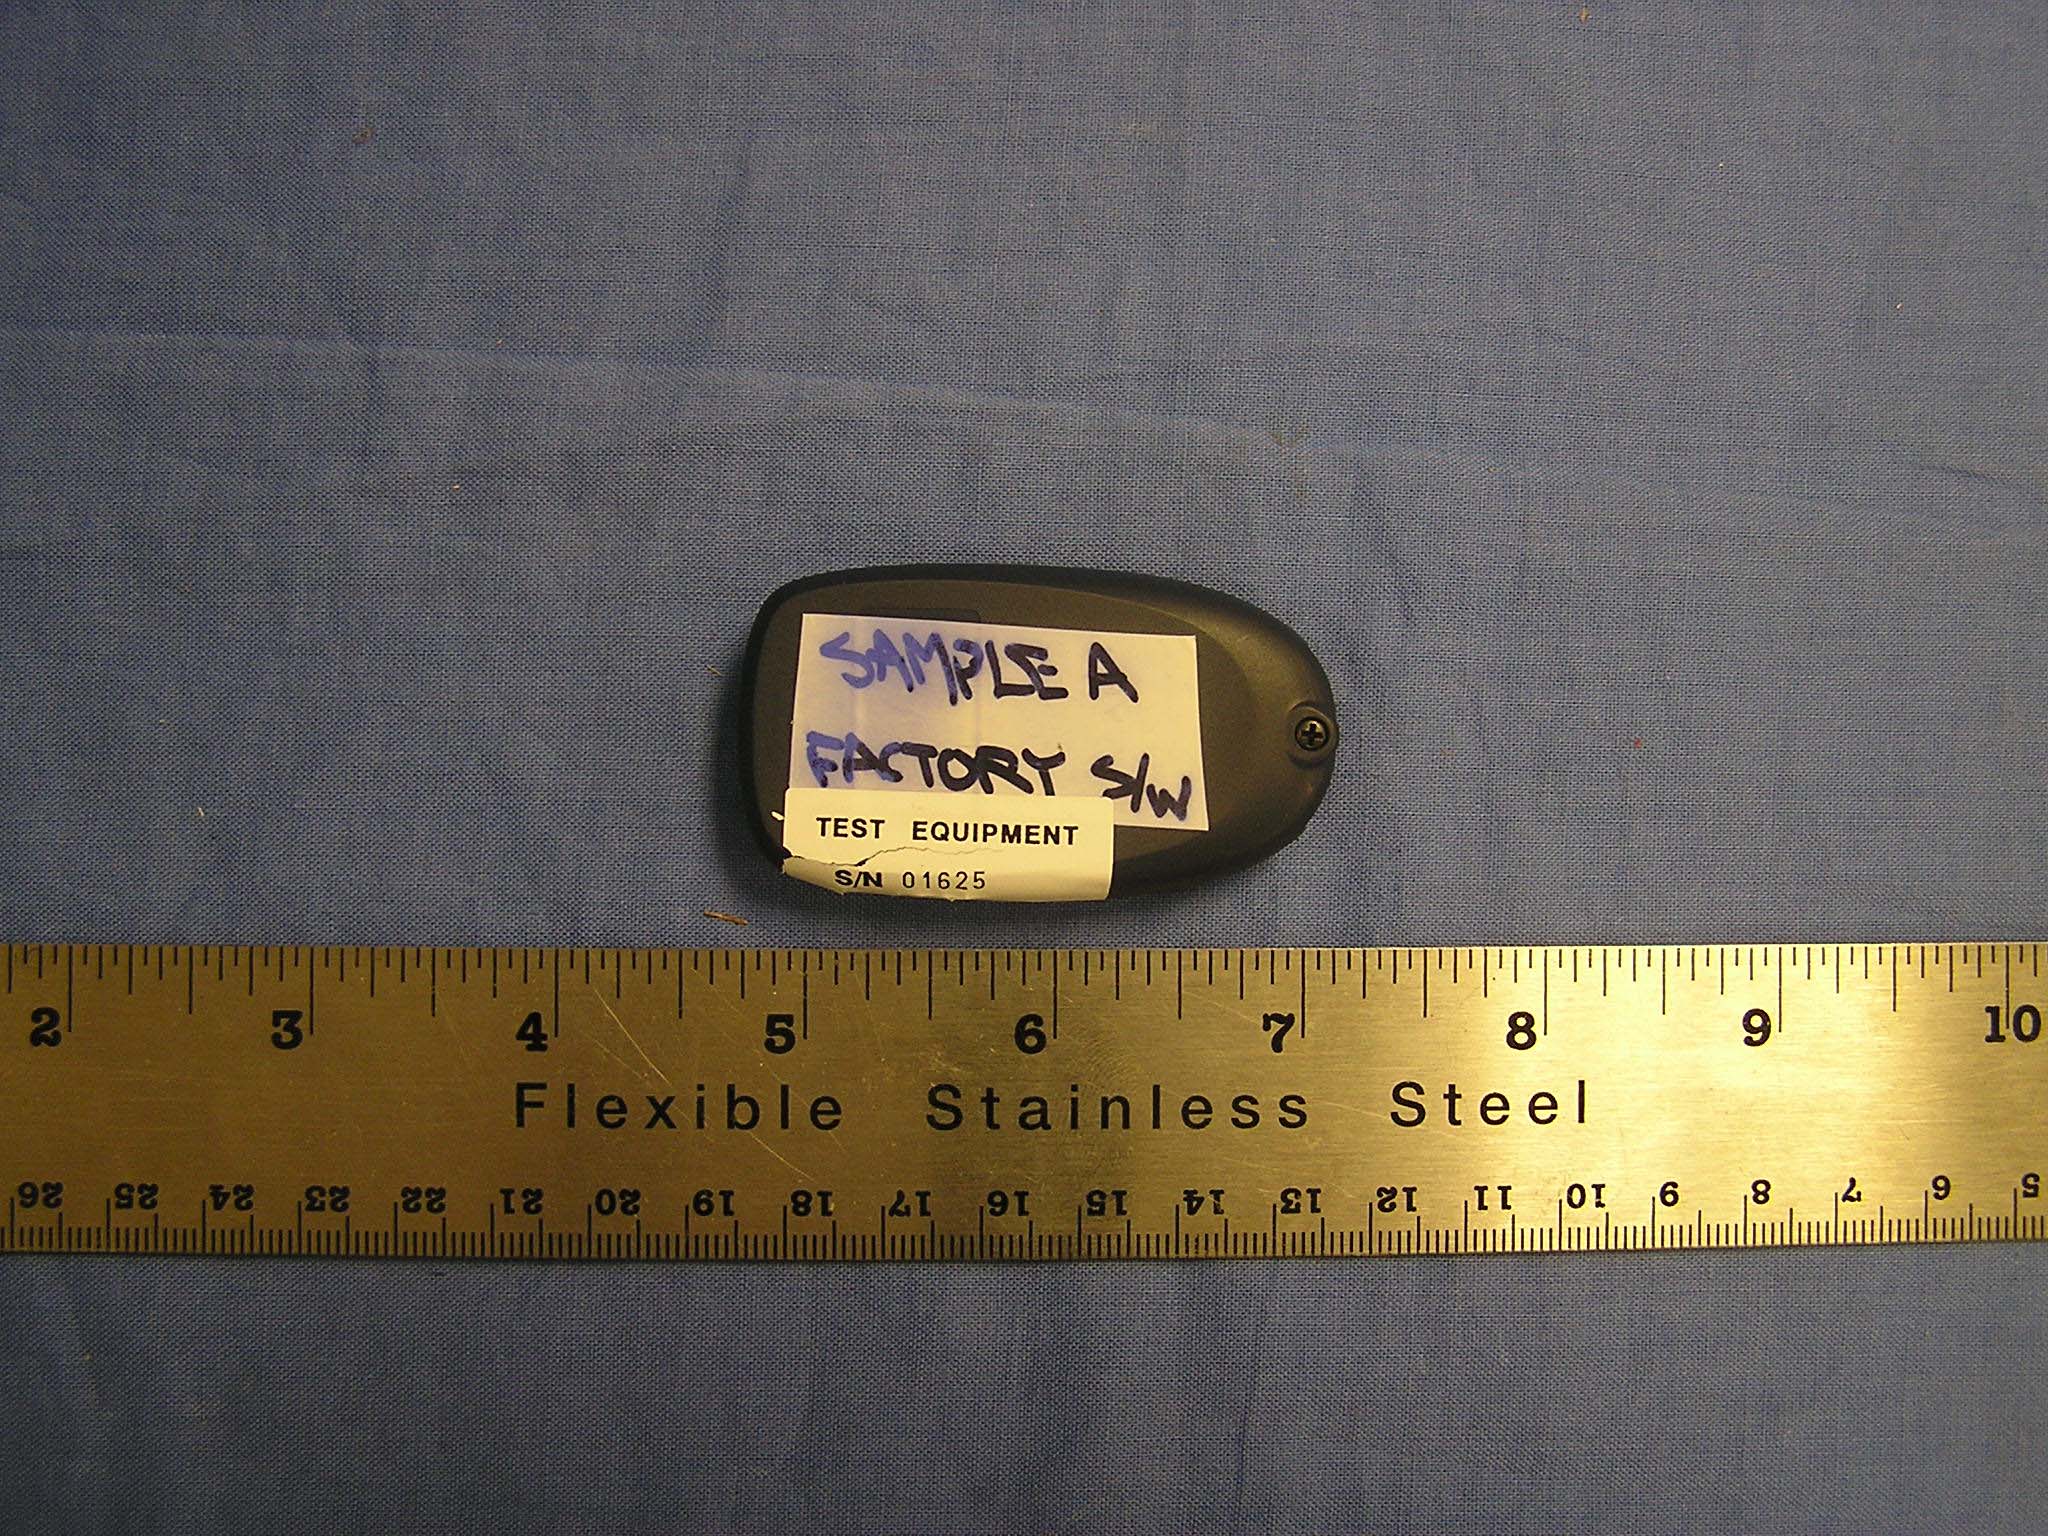 SAMPLE A
FACTORY S/W
TEST EQUIPMENT
S/N 01625
2 3 4 5 6 7 8 9 10
Flexible Stainless Steel
26 25 24 23 22 21 20 19 18 17 16 15 14 13 12 11 10 9 8 7 6 5